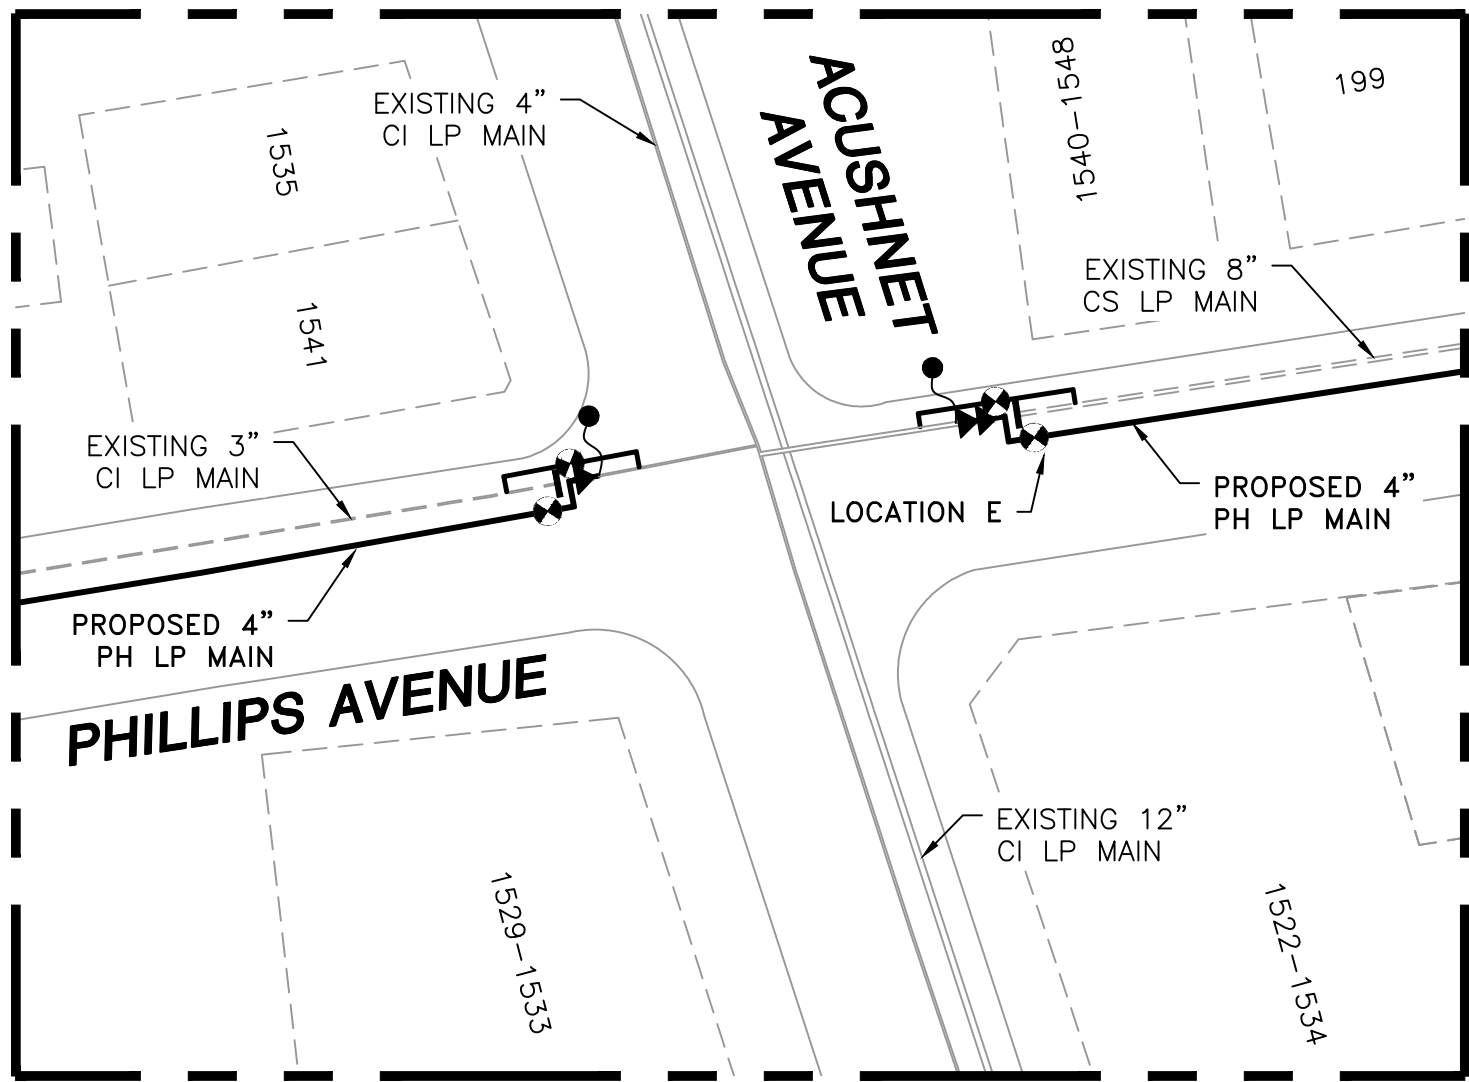 EXISTING 4"
CI LP MAIN
1535
ACUSHNET
AVENUE
1540-1548
199
1541
EXISTING 8"
CS LP MAIN
EXISTING 3"
CI LP MAIN
LOCATION E
PROPOSED 4"
PH LP MAIN
PROPOSED 4"
PH LP MAIN
PHILLIPS AVENUE
EXISTING 12"
CI LP MAIN
1529-1533
1522-1534